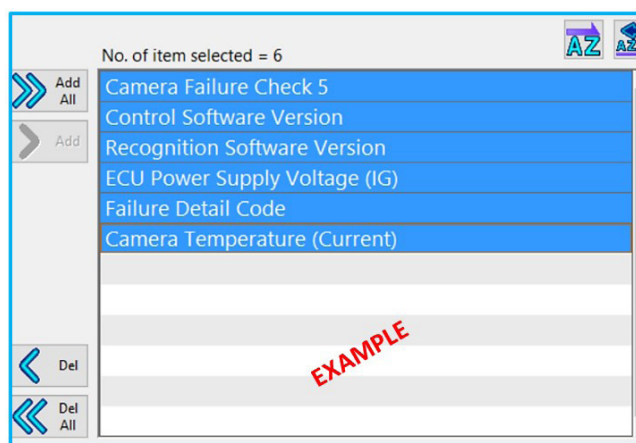 No. of item selected = 6
AZ
AZ
Add
All
Camera Failure Check 5
Control Software Version
Add
Recognition Software Version
ECU Power Supply Voltage (IG)
Failure Detail Code
Camera Temperature (Current)
EXAMPLE
Del
Del
All